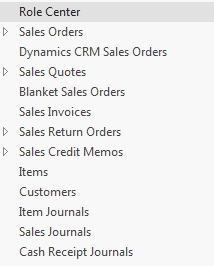 Role Center
Sales Orders
Dynamics CRM Sales Orders
Sales Quotes
Blanket Sales Orders
Sales Invoices
Sales Return Orders
Sales Credit Memos
Items
Customers
Item Journals
Sales Journals
Cash Receipt Journals